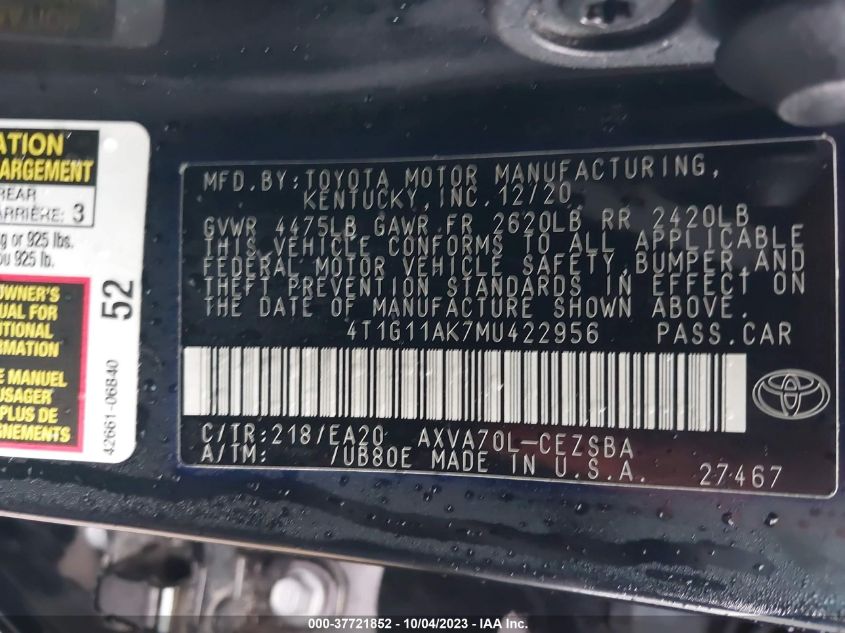 ATION
ARGEMENT
REAR
ARRIÈRE: 3
ng or 925 lbs.
ou 925 lb.
OWNER'S
UAL FOR
ITIONAL
RMATION
E MANUEL
USAGER
PLUS DE
GNEMENTS
52
42661-06840
MFD.BY:TOYOTA MOTOR MANUFACTURING,
KENTUCKY,INC.12/20
GVWR 4475LB GAWR FR 2620LB RR 2420LB
THIS VEHICLE CONFORMS TO ALL APPLICABLE
FEDERAL MOTOR VEHICLE SAFETY,BUMPER,AND
THEFT PREVENTION STANDARDS IN EFFECT ON
THE DATE OF MANUFACTURE SHOWN ABOVE.
4T1G11AK7MU422956 PASS.CAR
C/TR:218/EA20 AXVA70L-CEZSBA
A/TM: /UB80E MADE IN U.S.A. 27467
000-37721852 - 10/04/2023 - IAA Inc.